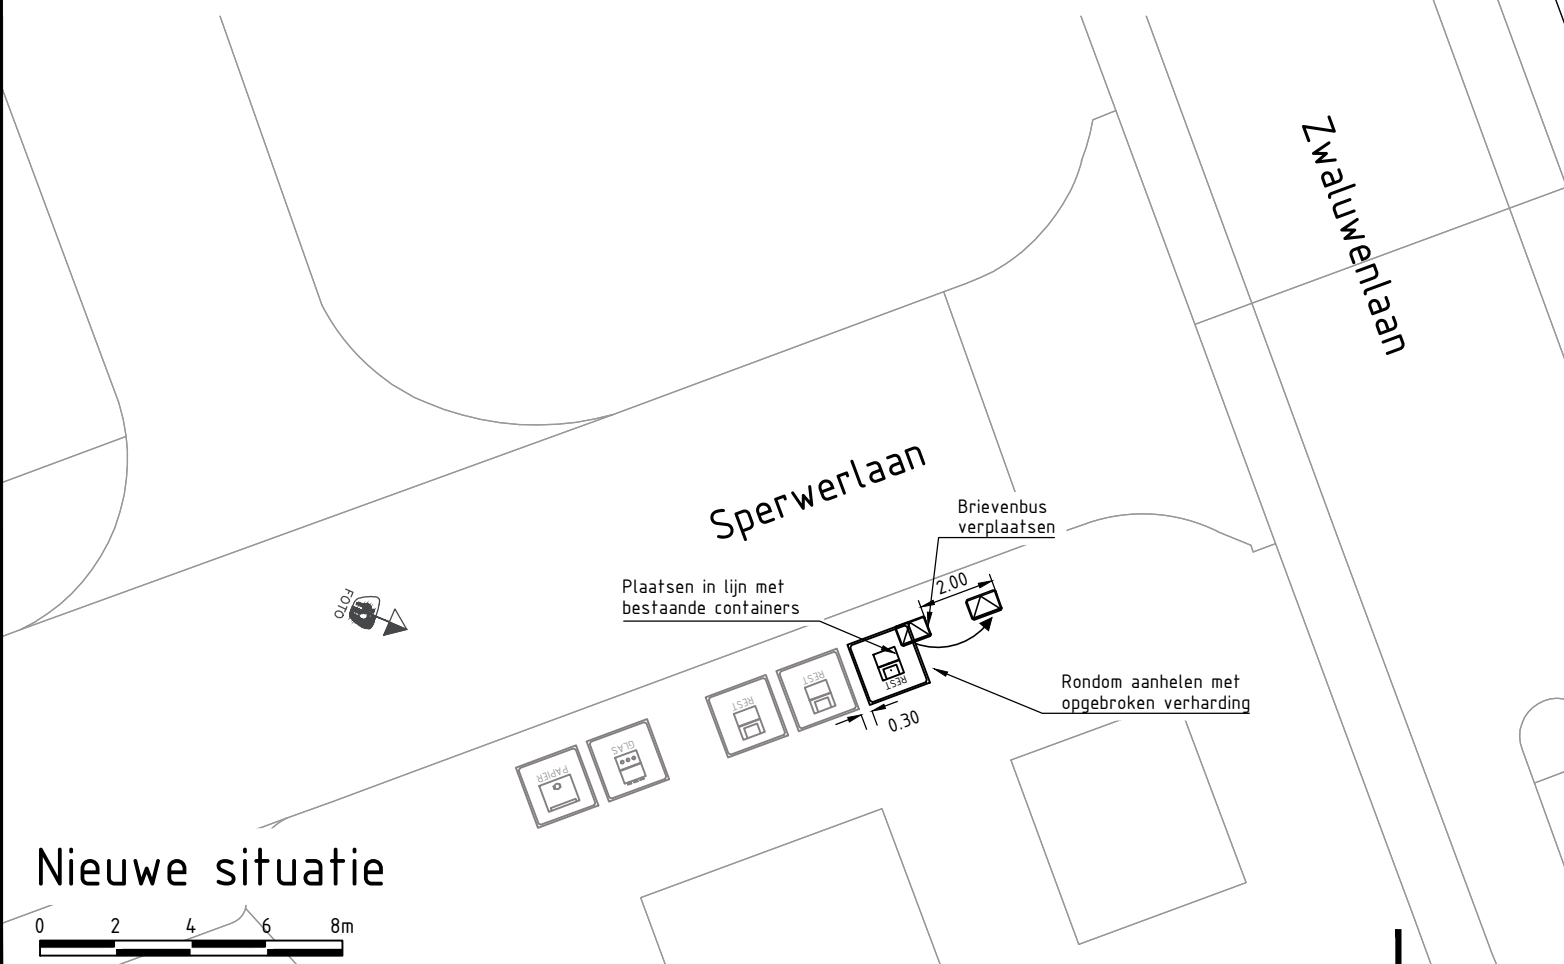 Zwaluwenlaan
Sperwerlaan
Brievenbus
verplaatsen
2.00
Plaatsen in lijn met
bestaande containers
FOTO
REST
REST
REST
Rondom aanhelen met
opgebroken verharding
0.30
GLAS
PAPIER
Nieuwe situatie
0 2 4 6 8m